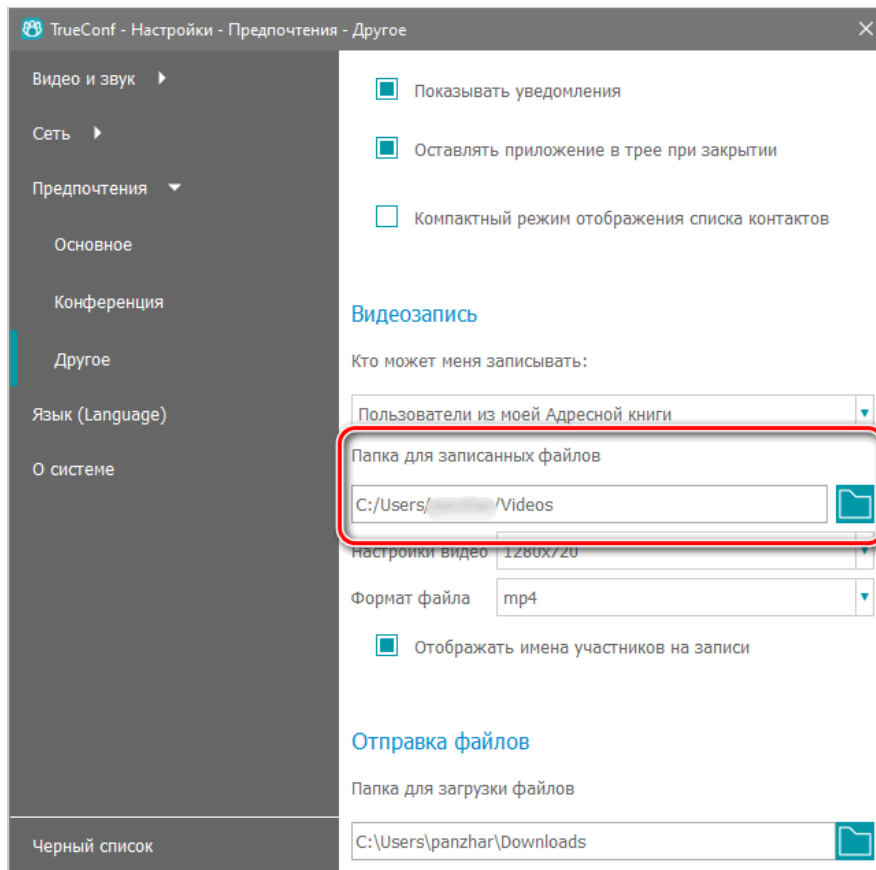 TrueConf - Настройки - Предпочтения - Другое
Видео и звук
Сеть
Предпочтения
Основное
Конференция
Другое
Язык (Language)
О системе
Черный список
Показывать уведомления
Оставлять приложение в трее при закрытии
Компактный режим отображения списка контактов
Видеозапись
Кто может меня записывать:
Пользователи из моей Адресной книги
Папка для записанных файлов
C:/Users/ /Videos
Настройки видео 1280x720
Формат файла mp4
Отображать имена участников на записи
Отправка файлов
Папка для загрузки файлов
C:\Users\panzhar\Downloads